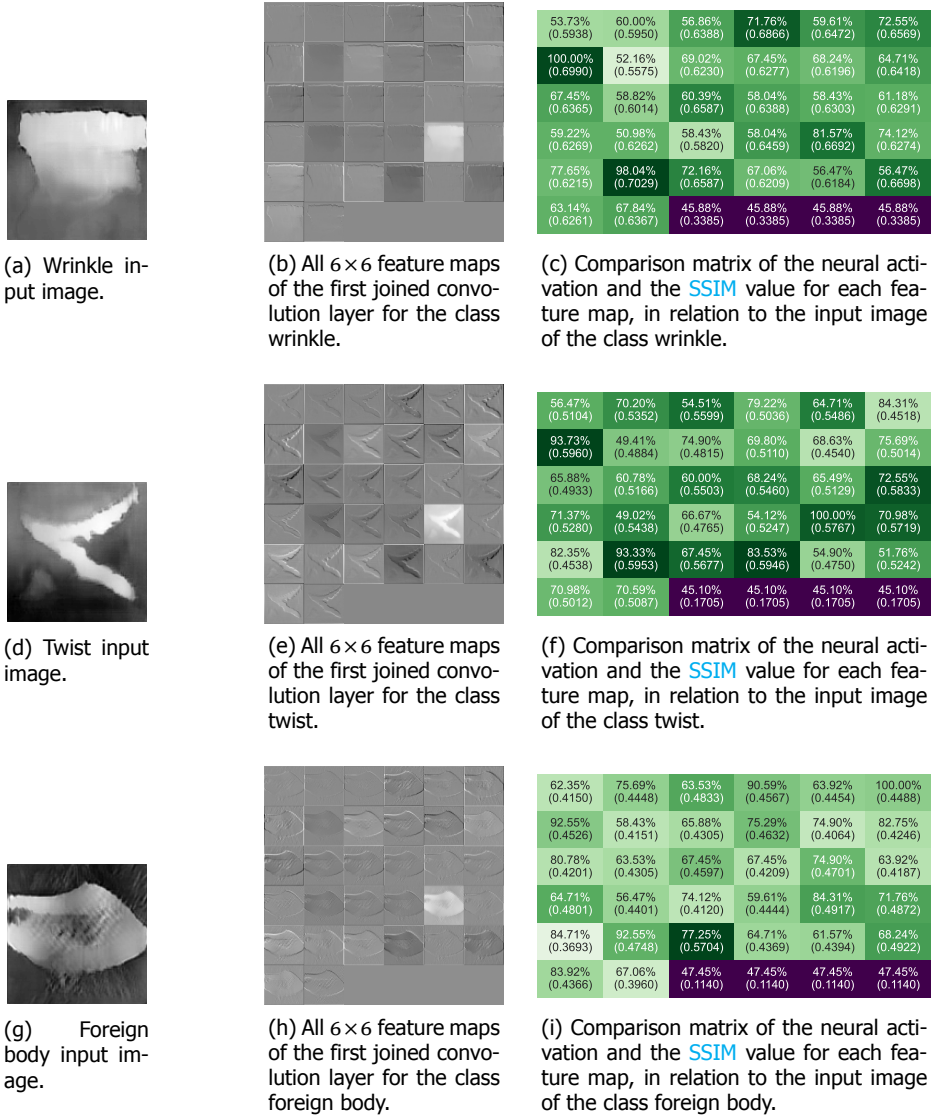 53.73% 60.00% 56.86% 71.76% 59.61% 72.55%
(0.5938) (0.5950) (0.6388) (0.6866) (0.6472) (0.6569)
100.00% 52.16% 69.02% 67.45% 68.24% 64.71%
(0.6990) (0.5575) (0.6230) (0.6277) (0.6196) (0.6418)
67.45% 58.82% 60.39% 58.04% 58.43% 61.18%
(0.6365) (0.6014) (0.6587) (0.6388) (0.6303) (0.6291)
59.22% 50.98% 58.43% 58.04% 81.57% 74.12%
(0.6269) (0.6262) (0.5820) (0.6459) (0.6692) (0.6274)
77.65% 98.04% 72.16% 67.06% 56.47% 56.47%
(0.6215) (0.7029) (0.6587) (0.6209) (0.6184) (0.6698)
63.14% 67.84% 45.88% 45.88% 45.88% 45.88%
(0.6261) (0.6367) (0.3385) (0.3385) (0.3385) (0.3385)
(a) Wrinkle in-
put image.
(b) All 6×6 feature maps
of the first joined convo-
lution layer for the class
wrinkle.
(c) Comparison matrix of the neural acti-
vation and the SSIM value for each fea-
ture map, in relation to the input image
of the class wrinkle.
56.47% 70.20% 54.51% 79.22% 64.71% 84.31%
(0.5104) (0.5352) (0.5599) (0.5036) (0.5486) (0.4518)
93.73% 49.41% 74.90% 69.80% 68.63% 75.69%
(0.5960) (0.4884) (0.4815) (0.5110) (0.4540) (0.5014)
65.88% 60.78% 60.00% 68.24% 65.49% 72.55%
(0.4933) (0.5166) (0.5503) (0.5460) (0.5129) (0.5833)
71.37% 49.02% 66.67% 54.12% 100.00% 70.98%
(0.5280) (0.5438) (0.4765) (0.5247) (0.5767) (0.5719)
82.35% 93.33% 67.45% 83.53% 54.90% 51.76%
(0.4538) (0.5953) (0.5677) (0.5946) (0.4750) (0.5242)
70.98% 70.59% 45.10% 45.10% 45.10% 45.10%
(0.5012) (0.5087) (0.1705) (0.1705) (0.1705) (0.1705)
(d) Twist input
image.
(e) All 6×6 feature maps
of the first joined convo-
lution layer for the class
twist.
(f) Comparison matrix of the neural acti-
vation and the SSIM value for each fea-
ture map, in relation to the input image
of the class twist.
62.35% 75.69% 63.53% 90.59% 63.92% 100.00%
(0.4150) (0.4448) (0.4833) (0.4567) (0.4454) (0.4488)
92.55% 58.43% 65.88% 75.29% 74.90% 82.75%
(0.4526) (0.4151) (0.4305) (0.4632) (0.4064) (0.4246)
80.78% 63.53% 67.45% 67.45% 74.90% 63.92%
(0.4201) (0.4305) (0.4597) (0.4209) (0.4701) (0.4187)
64.71% 56.47% 74.12% 59.61% 84.31% 71.76%
(0.4801) (0.4401) (0.4120) (0.4444) (0.4917) (0.4872)
84.71% 92.55% 77.25% 64.71% 61.57% 68.24%
(0.3693) (0.4748) (0.5704) (0.4369) (0.4394) (0.4922)
83.92% 67.06% 47.45% 47.45% 47.45% 47.45%
(0.4366) (0.3960) (0.1140) (0.1140) (0.1140) (0.1140)
(g) Foreign
body input im-
age.
(h) All 6×6 feature maps
of the first joined convo-
lution layer for the class
foreign body.
(i) Comparison matrix of the neural acti-
vation and the SSIM value for each fea-
ture map, in relation to the input image
of the class foreign body.